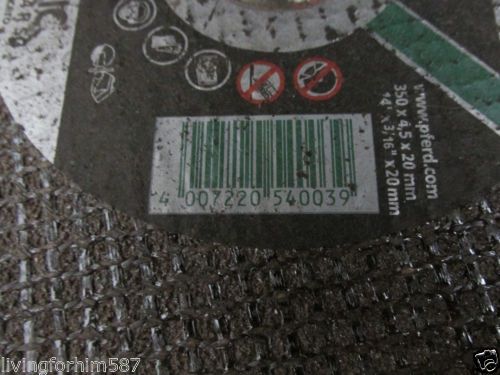 www.pferd.com
350 x 4,5 x 20 mm
14" x 3/16" x 20 mm
4 007220 540039
livingforhim587